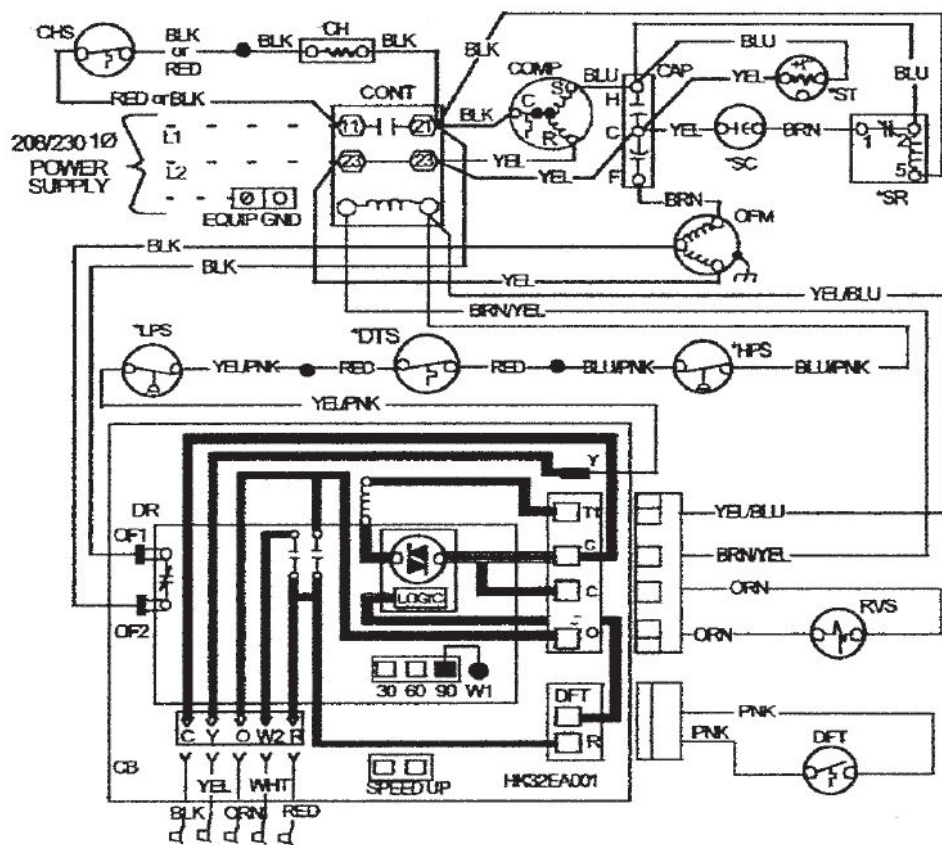 CHS
BLK
or
RED
BLK
CH
BLK
BLK
RED or BLK
CONT
11
21
23
23
208/230 1Ø
POWER
SUPPLY
L1
L2
EQUIP GND
BLK
COMP
C
S
R
YEL
BLU
H
C
F
CAP
YEL
BLU
YEL
*ST
YEL
*SC
BRN
1
2
5
*SR
BLU
BRN
OFM
BLK
BLK
YEL
YEL/BLU
BRN/YEL
*LPS
YEL/PNK
RED
*DTS
RED
BLU/PNK
*HPS
BLU/PNK
YEL/PNK
Y
DR
OF1
OF2
LOGIC
T1
C
C
O
YEL/BLU
BRN/YEL
ORN
ORN
RVS
30 60 90 W1
DFT
R
PNK
PNK
DFT
C Y O W2 R
CB
SPEED UP
HK32EA001
YEL
WHT
BLK
ORN
RED